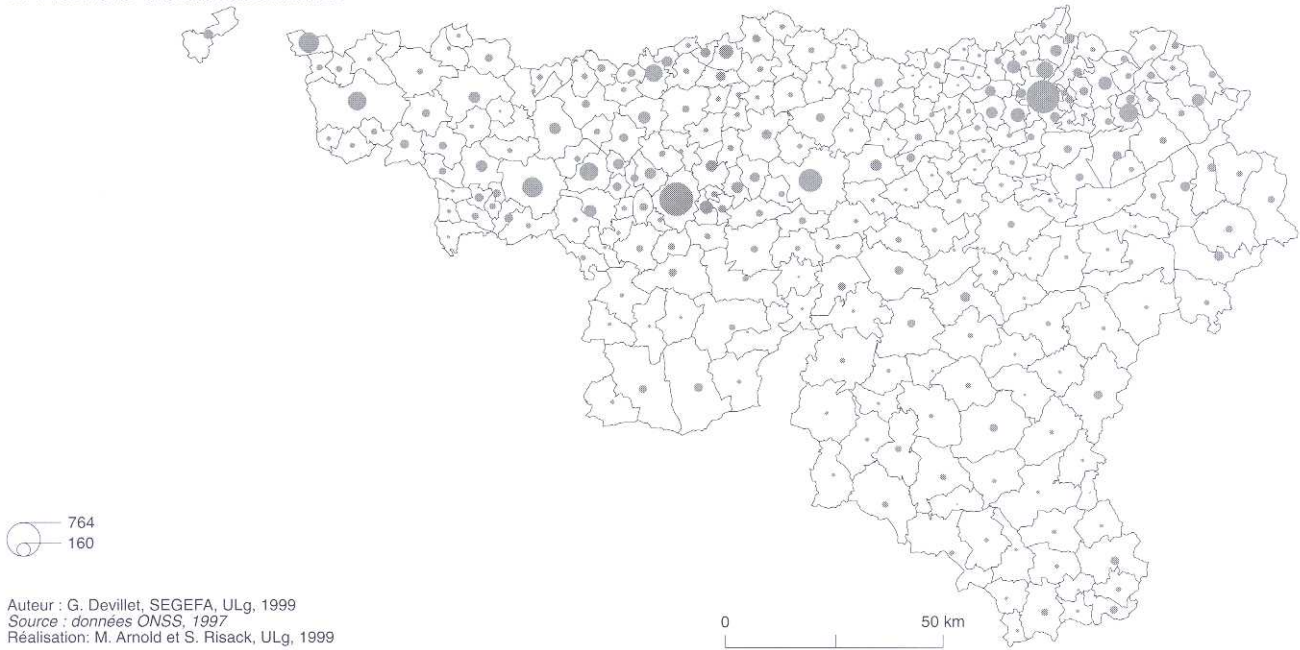 764
160
Auteur : G. Devillet, SEGEFA, ULg, 1999
Source : données ONSS, 1997
Réalisation: M. Arnold et S. Risack, ULg, 1999
0 50 km